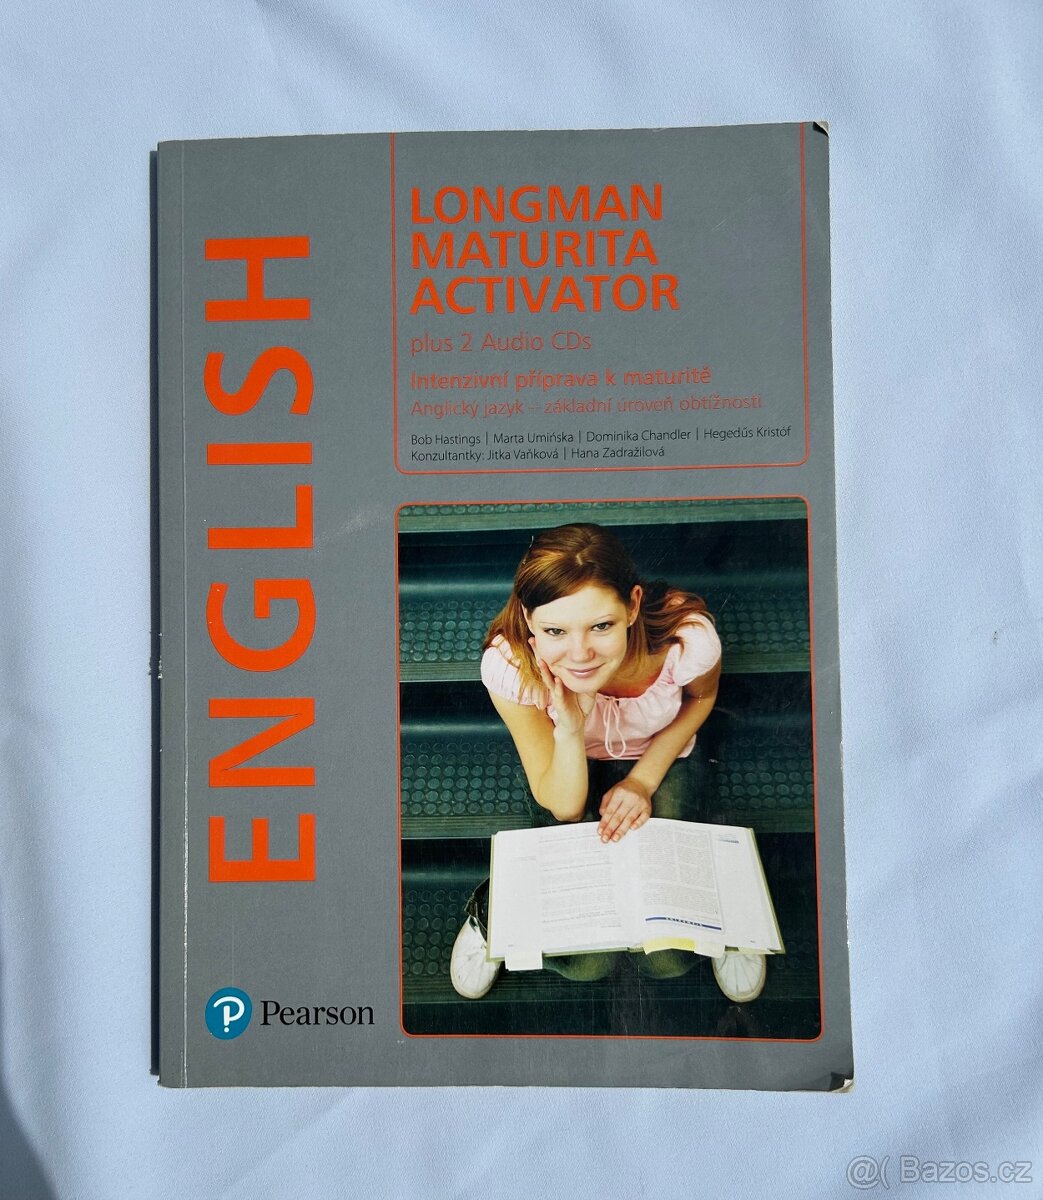 ENGLISH
LONGMAN
MATURITA
ACTIVATOR
plus 2 Audio CDs
Intenzivní příprava k maturitě
Anglický jazyk – základní úroveň obtížnosti
Bob Hastings | Marta Umińska | Dominika Chandler | Hegedűs Kristóf
Konzultantky: Jitka Vaňková | Hana Zadražilová
Pearson
@( Bazos.cz